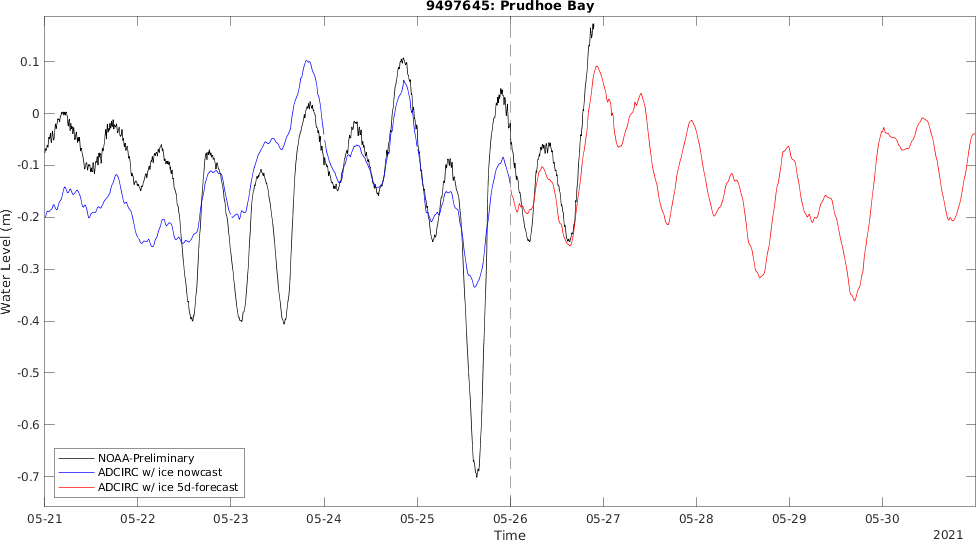 9497645: Prudhoe Bay
0.1
0
-0.1
-0.2
-0.3
-0.4
-0.5
-0.6
-0.7
Water Level (m)
NOAA-Preliminary
ADCIRC w/ ice nowcast
ADCIRC w/ ice 5d-forecast
05-21 05-22 05-23 05-24 05-25 05-26 05-27 05-28 05-29 05-30
Time
2021